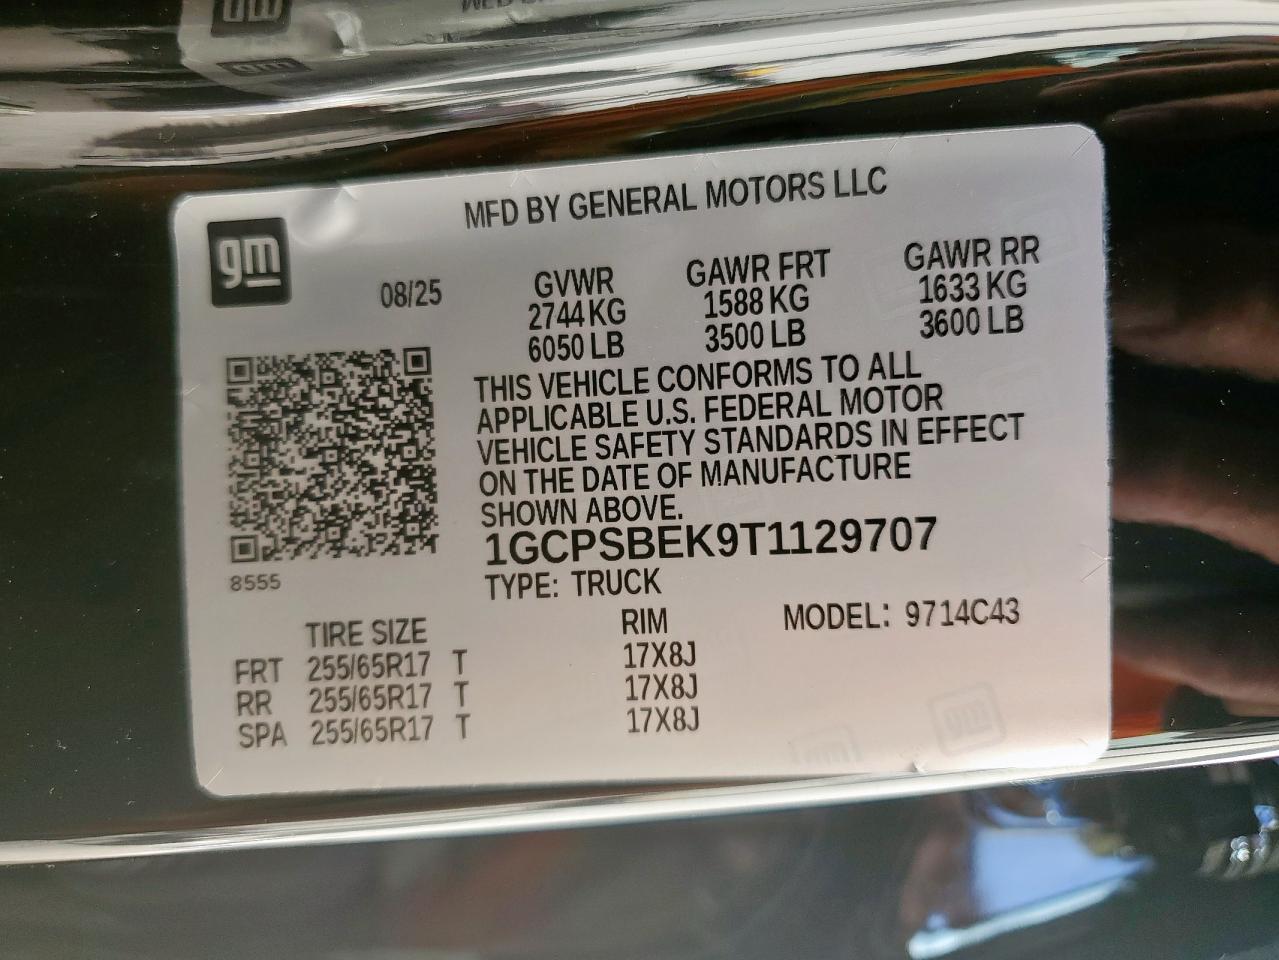 MFD BY GENERAL MOTORS LLC
gm
08/25
GVWR GAWR FRT GAWR RR
2744 KG 1588 KG 1633 KG
6050 LB 3500 LB 3600 LB
THIS VEHICLE CONFORMS TO ALL
APPLICABLE U.S. FEDERAL MOTOR
VEHICLE SAFETY STANDARDS IN EFFECT
ON THE DATE OF MANUFACTURE
SHOWN ABOVE.
1GCPSBEK9T1129707
8555
TYPE: TRUCK
TIRE SIZE RIM MODEL: 9714C43
FRT 255/65R17 T 17X8J
RR 255/65R17 T 17X8J
SPA 255/65R17 T 17X8J
gm